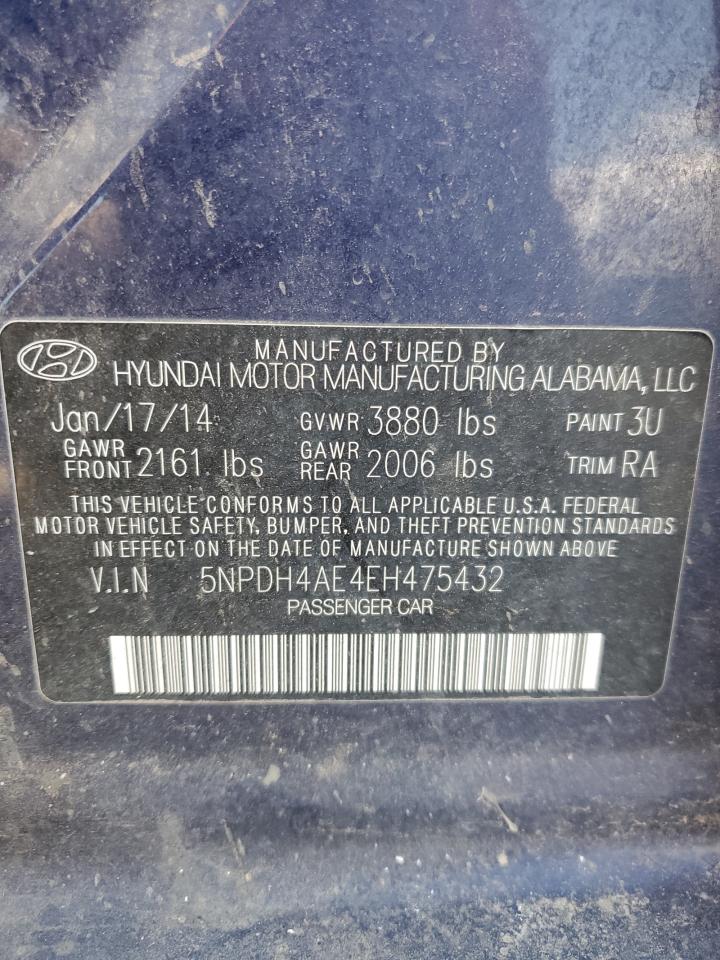 MANUFACTURED BY
HYUNDAI MOTOR MANUFACTURING ALABAMA, LLC
Jan/17/14 GVWR 3880 lbs PAINT 3U
GAWR FRONT 2161 lbs GAWR REAR 2006 lbs TRIM RA
THIS VEHICLE CONFORMS TO ALL APPLICABLE U.S.A. FEDERAL
MOTOR VEHICLE SAFETY, BUMPER, AND THEFT PREVENTION STANDARDS
IN EFFECT ON THE DATE OF MANUFACTURE SHOWN ABOVE
V.I.N 5NPDH4AE4EH475432
PASSENGER CAR